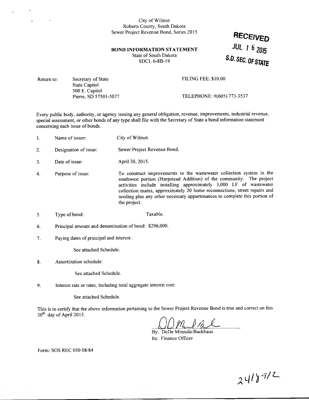 City of Wilmot
Roberts County, South Dakota
Sewer Project Revenue Bond, Series 2015
RECEIVED
JUL 16 2015
S.D. SEC. OF STATE
BOND INFORMATION STATEMENT
State of South Dakota
SDCL 6-8B-19
Return to: Secretary of State FILING FEE: $10.00
State Capitol
500 E. Capitol
Pierre, SD 57501-5077 TELEPHONE: #(605) 773-3537
Every public body, authority, or agency issuing any general obligation, revenue, improvements, industrial revenue,
special assessment, or other bonds of any type shall file with the Secretary of State a bond information statement
concerning each issue of bonds.
1. Name of issuer: City of Wilmot.
2. Designation of issue: Sewer Project Revenue Bond.
3. Date of issue: April 30, 2015.
4. Purpose of issue: To construct improvements to the wastewater collection system in the
southwest portion (Harpstead Addition) of the community. The project
activities include installing approximately 3,000 LF of wastewater
collection mains, approximately 20 home reconnections, street repairs and
seeding plus any other necessary appurtenances to complete this portion of
the project.
5. Type of bond: Taxable.
6. Principal amount and denomination of bond: $296,000.
7. Paying dates of principal and interest:
See attached Schedule.
8. Amortization schedule:
See attached Schedule.
9. Interest rate or rates, including total aggregate interest cost:
See attached Schedule.
This is to certify that the above information pertaining to the Sewer Project Revenue Bond is true and correct on this
30th day of April 2015.
By: DeDe Minnala-Backhaus
Its: Finance Officer
Form: SOS REC 050 08/84